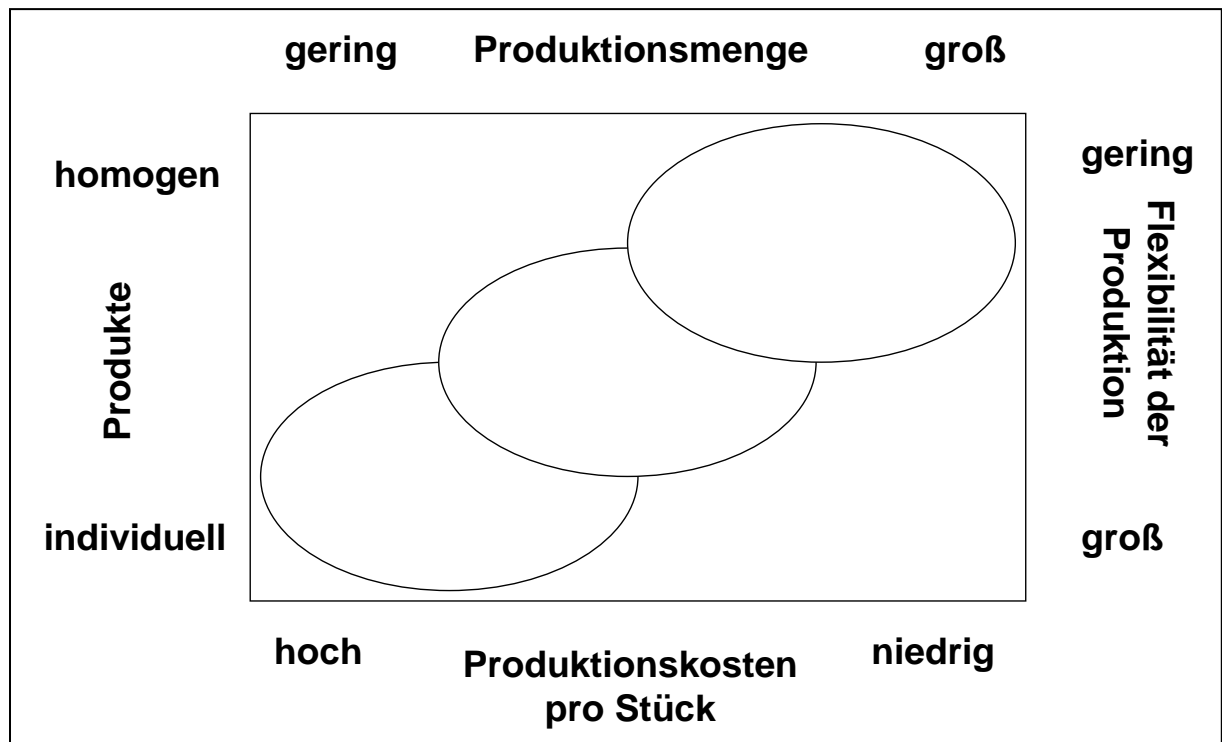 gering Produktionsmenge groß
homogen
gering
Produkte
Flexibilität der
Produktion
individuell
groß
hoch
Produktionskosten
pro Stück
niedrig